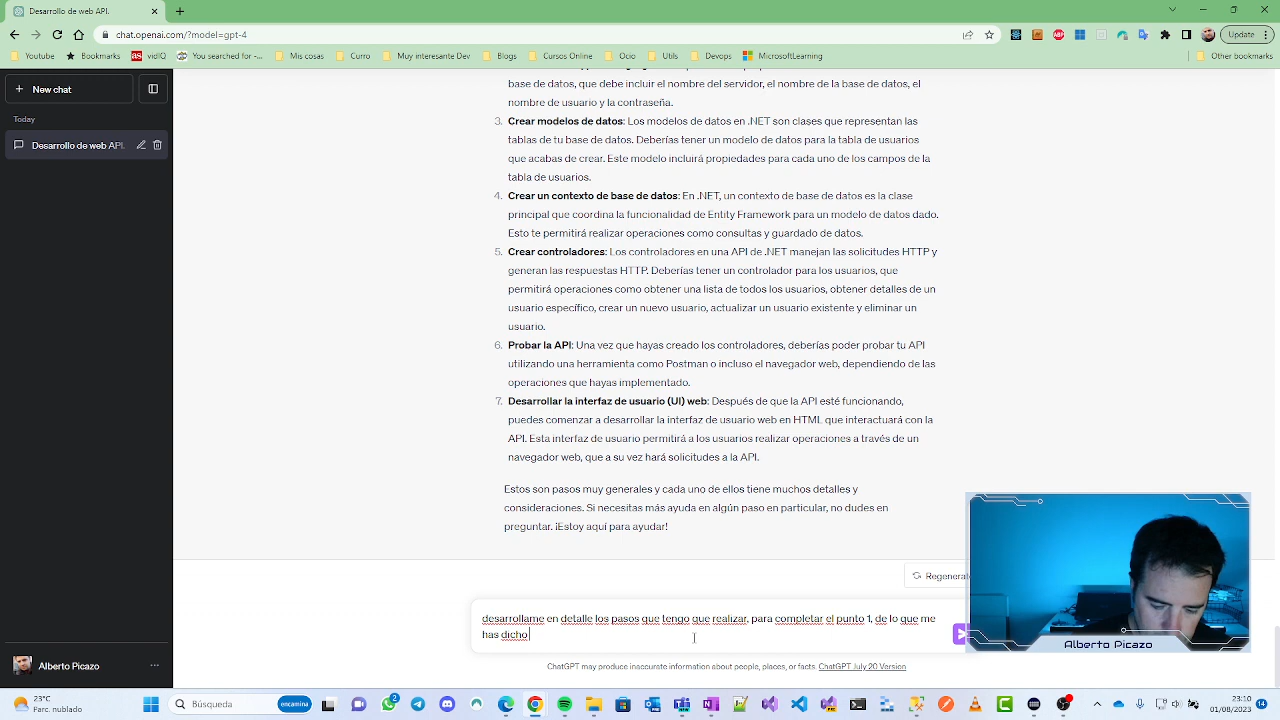 Desarrollo de web API.
chat.openai.com/?model=gpt-4
Update
Youtube
Bookmarks
vidIQ
You searched for -...
Mis cosas
Curro
Muy interesante Dev
Blogs
Cursos Online
Ocio
Utils
Devops
MicrosoftLearning
Other bookmarks
New chat
Today
Desarrollo de web API.
base de datos, que debe incluir el nombre del servidor, el nombre de la base de datos, el
nombre de usuario y la contraseña.
3. Crear modelos de datos: Los modelos de datos en .NET son clases que representan las
tablas de tu base de datos. Deberías tener un modelo de datos para la tabla de usuarios
que acabas de crear. Este modelo incluirá propiedades para cada uno de los campos de la
tabla de usuarios.
4. Crear un contexto de base de datos: En .NET, un contexto de base de datos es la clase
principal que coordina la funcionalidad de Entity Framework para un modelo de datos dado.
Esto te permitirá realizar operaciones como consultas y guardado de datos.
5. Crear controladores: Los controladores en una API de .NET manejan las solicitudes HTTP y
generan las respuestas HTTP. Deberías tener un controlador para los usuarios, que
permitirá operaciones como obtener una lista de todos los usuarios, obtener detalles de un
usuario específico, crear un nuevo usuario, actualizar un usuario existente y eliminar un
usuario.
6. Probar la API: Una vez que hayas creado los controladores, deberías poder probar tu API
utilizando una herramienta como Postman o incluso el navegador web, dependiendo de las
operaciones que hayas implementado.
7. Desarrollar la interfaz de usuario (UI) web: Después de que la API esté funcionando,
puedes comenzar a desarrollar la interfaz de usuario web en HTML que interactuará con la
API. Esta interfaz de usuario permitirá a los usuarios realizar operaciones a través de un
navegador web, que a su vez hará solicitudes a la API.
Estos son pasos muy generales y cada uno de ellos tiene muchos detalles y
consideraciones. Si necesitas más ayuda en algún paso en particular, no dudes en
preguntar. ¡Estoy aquí para ayudar!
Regenerat
desarrollame en detalle los pasos que tengo que realizar, para completar el punto 1, de lo que me
has dicho
ChatGPT may produce inaccurate information about people, places, or facts. ChatGPT July 20 Version
Alberto Picazo
Alberto Picazo
23°C
Parc. nublado
Búsqueda
encamina
2
23:10
01/08/2023
14